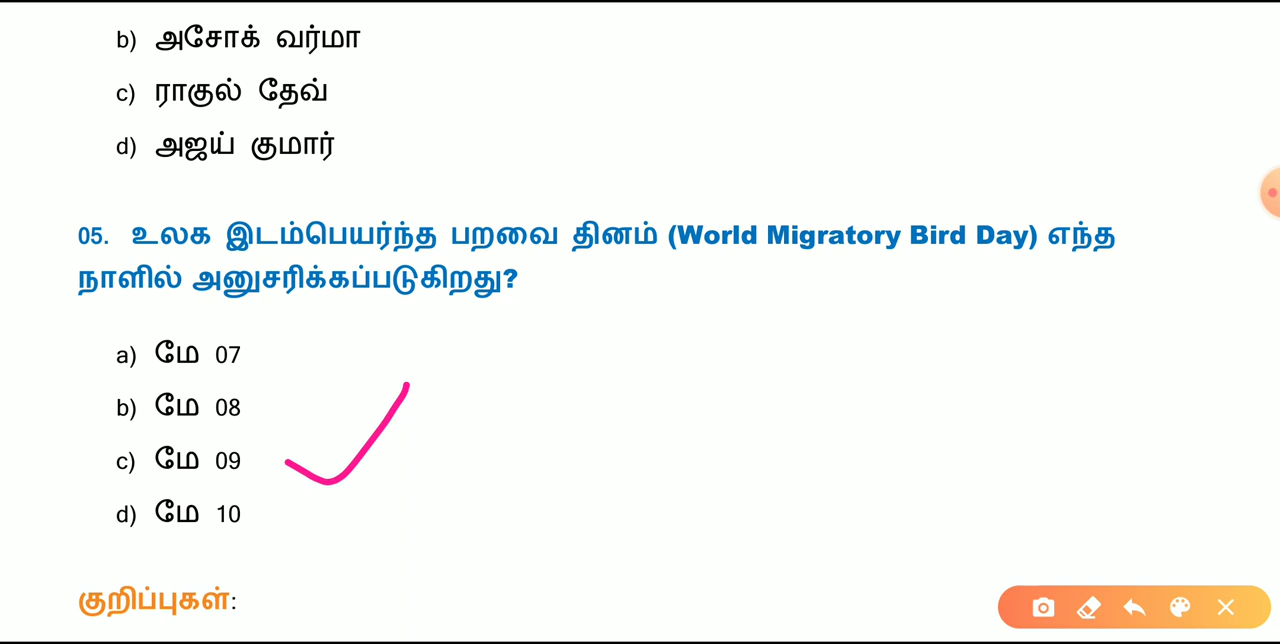 b) அசோக் வர்மா
c) ராகுல் தேவ்
d) அஜய் குமார்
05. உலக இடம்பெயர்ந்த பறவை தினம் (World Migratory Bird Day) எந்த
நாளில் அனுசரிக்கப்படுகிறது?
a) மே 07
b) மே 08
c) மே 09
d) மே 10
குறிப்புகள்: